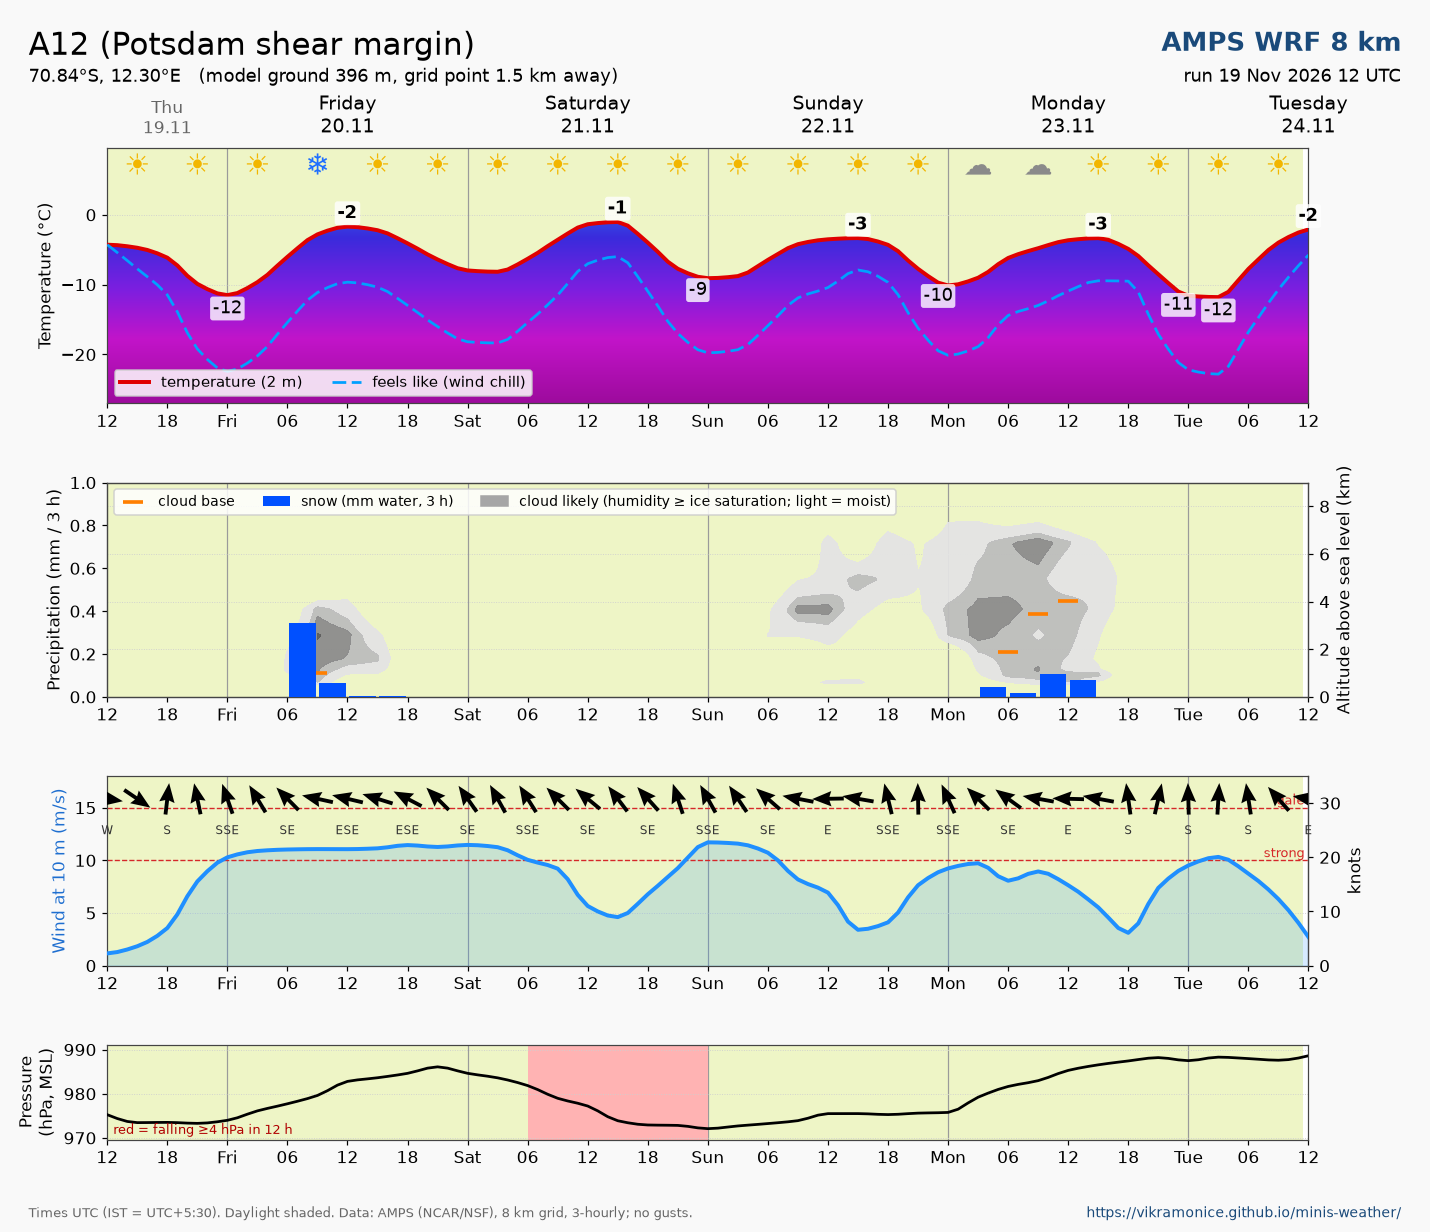 A12 (Potsdam shear margin)
AMPS WRF 8 km
70.84°S, 12.30°E (model ground 396 m, grid point 1.5 km away)
run 19 Nov 2026 12 UTC
Thu Friday Saturday Sunday Monday Tuesday
19.11 20.11 21.11 22.11 23.11 24.11
Temperature (°C)
0
−10
−20
-2 -1 -3 -3 -2
-12 -9 -10 -11 -12
temperature (2 m) feels like (wind chill)
12 18 Fri 06 12 18 Sat 06 12 18 Sun 06 12 18 Mon 06 12 18 Tue 06 12
Precipitation (mm / 3 h)
1.0
0.8
0.6
0.4
0.2
0.0
cloud base snow (mm water, 3 h) cloud likely (humidity ≥ ice saturation; light = moist)
8
6
4
2
0
Altitude above sea level (km)
12 18 Fri 06 12 18 Sat 06 12 18 Sun 06 12 18 Mon 06 12 18 Tue 06 12
Wind at 10 m (m/s)
15
10
5
0
gale
W S SSE SE ESE ESE SE SSE SE SE SSE SE E SSE SSE SE E S S S E
strong
30
20
10
0
knots
12 18 Fri 06 12 18 Sat 06 12 18 Sun 06 12 18 Mon 06 12 18 Tue 06 12
Pressure
(hPa, MSL)
990
980
970
red = falling ≥4 hPa in 12 h
12 18 Fri 06 12 18 Sat 06 12 18 Sun 06 12 18 Mon 06 12 18 Tue 06 12
Times UTC (IST = UTC+5:30). Daylight shaded. Data: AMPS (NCAR/NSF), 8 km grid, 3-hourly; no gusts.
https://vikramonice.github.io/minis-weather/